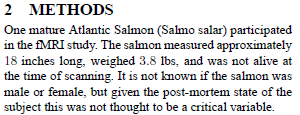 2 METHODS
One mature Atlantic Salmon (Salmo salar) participated
in the fMRI study. The salmon measured approximately
18 inches long, weighed 3.8 lbs, and was not alive at
the time of scanning. It is not known if the salmon was
male or female, but given the post-mortem state of the
subject this was not thought to be a critical variable.